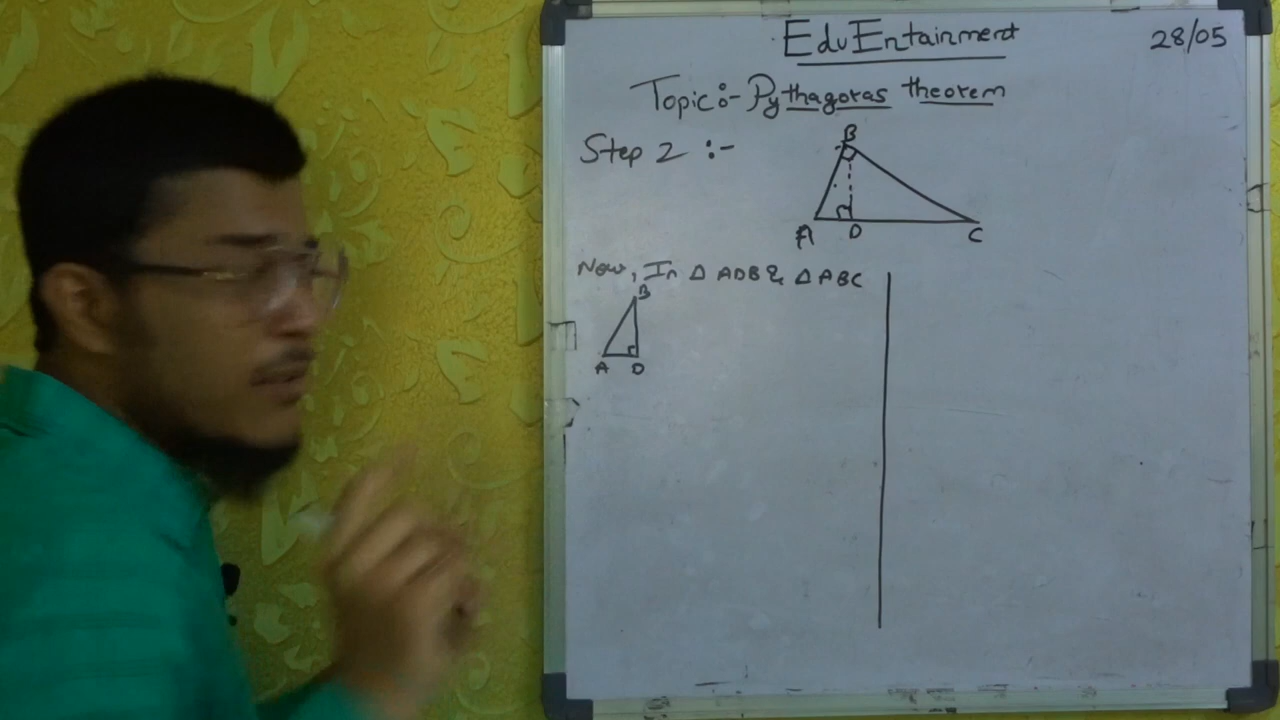 EduEntainment
28/05
Topic:- Pythagoras theorem
Step 2 :-
B
A D C
Now, In Δ ADB & Δ ABC
B
A D